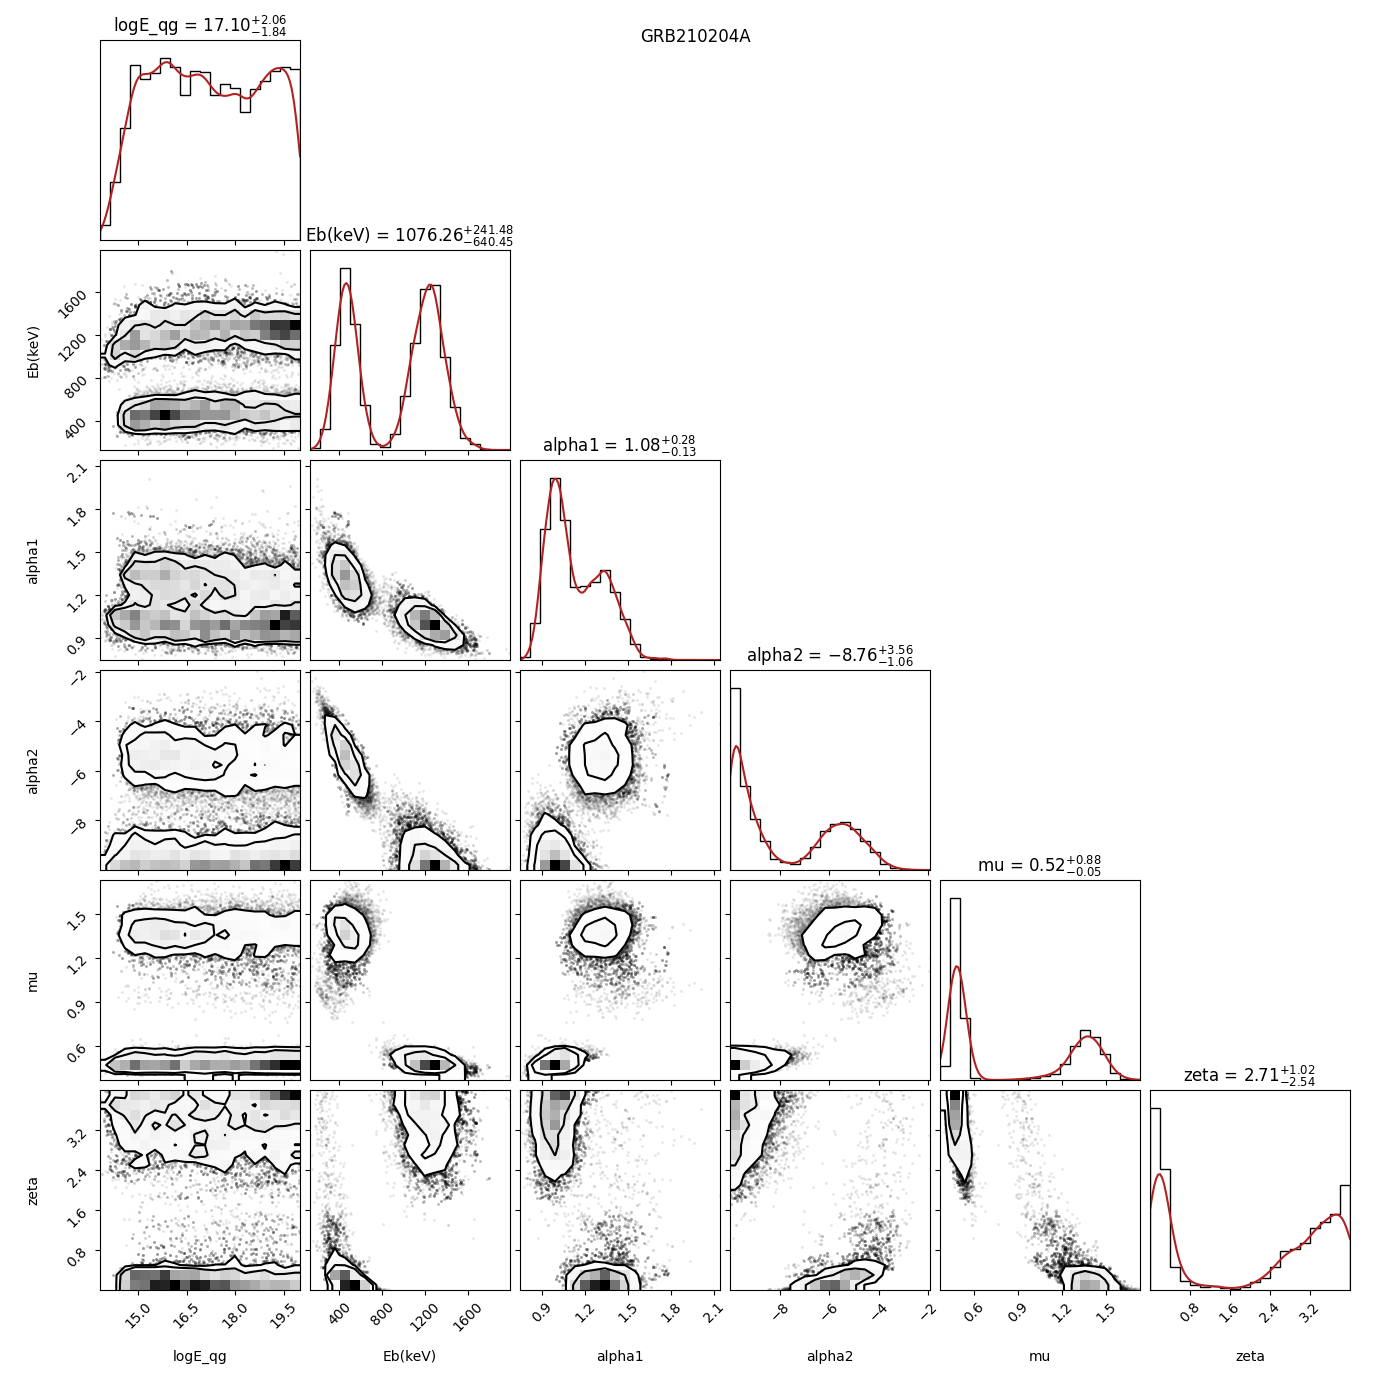 logE_qg = 17.10+2.06 −1.84
GRB210204A
Eb(keV) = 1076.26+241.48 −640.45
1600
1200
800
400
Eb(keV)
alpha1 = 1.08+0.28 −0.13
2.1
1.8
1.5
1.2
0.9
alpha1
alpha2 = −8.76+3.56 −1.06
−2
−4
−6
−8
alpha2
mu = 0.52+0.88 −0.05
1.5
1.2
0.9
0.6
mu
zeta = 2.71+1.02 −2.54
3.2
2.4
1.6
0.8
zeta
15.0 16.5 18.0 19.5 400 800 1200 1600 0.9 1.2 1.5 1.8 2.1 −8 −6 −4 −2 0.6 0.9 1.2 1.5 0.8 1.6 2.4 3.2
logE_qg Eb(keV) alpha1 alpha2 mu zeta